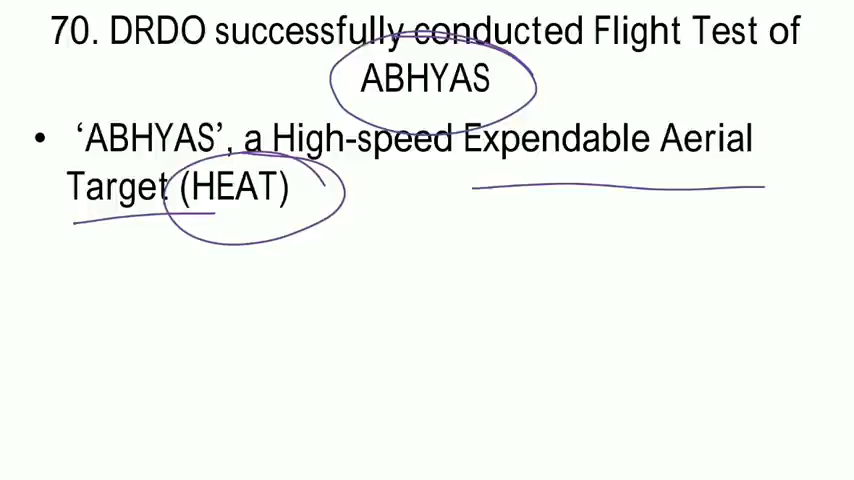 70. DRDO successfully conducted Flight Test of
ABHYAS
• ‘ABHYAS’, a High-speed Expendable Aerial
Target (HEAT)